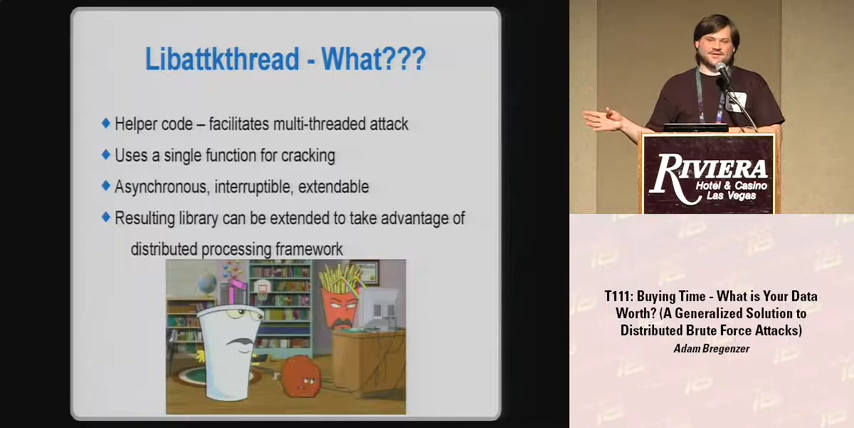 Libattkthread - What???
Helper code – facilitates multi-threaded attack
Uses a single function for cracking
Asynchronous, interruptible, extendable
Resulting library can be extended to take advantage of
distributed processing framework
RIVIERA
Hotel & Casino
Las Vegas
T111: Buying Time - What is Your Data
Worth? (A Generalized Solution to
Distributed Brute Force Attacks)
Adam Bregenzer